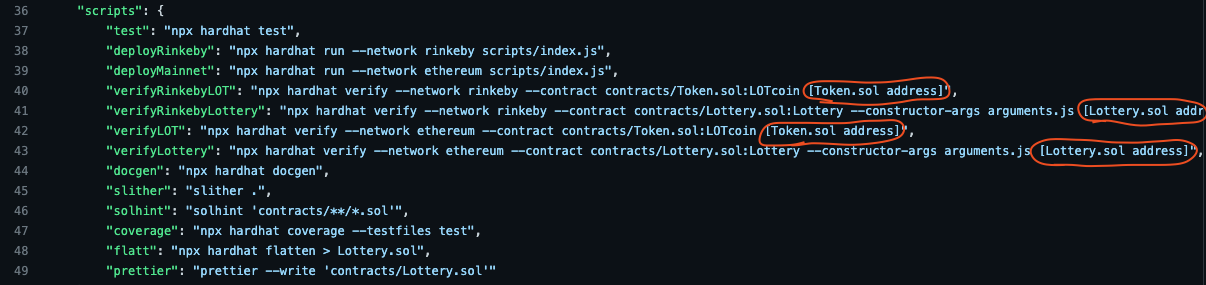 36 "scripts": {
37 "test": "npx hardhat test",
38 "deployRinkeby": "npx hardhat run --network rinkeby scripts/index.js",
39 "deployMainnet": "npx hardhat run --network ethereum scripts/index.js",
40 "verifyRinkebyLOT": "npx hardhat verify --network rinkeby --contract contracts/Token.sol:LOTcoin [Token.sol address]",
41 "verifyRinkebyLottery": "npx hardhat verify --network rinkeby --contract contracts/Lottery.sol:Lottery --constructor-args arguments.js [Lottery.sol addr
42 "verifyLOT": "npx hardhat verify --network ethereum --contract contracts/Token.sol:LOTcoin [Token.sol address]",
43 "verifyLottery": "npx hardhat verify --network ethereum --contract contracts/Lottery.sol:Lottery --constructor-args arguments.js [Lottery.sol address]",
44 "docgen": "npx hardhat docgen",
45 "slither": "slither .",
46 "solhint": "solhint 'contracts/**/*.sol'",
47 "coverage": "npx hardhat coverage --testfiles test",
48 "flatt": "npx hardhat flatten > Lottery.sol",
49 "prettier": "prettier --write 'contracts/Lottery.sol'"